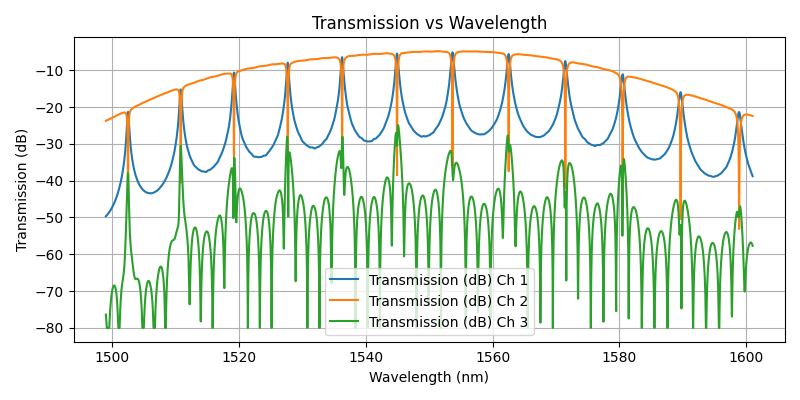 Transmission vs Wavelength
Transmission (dB)
−10
−20
−30
−40
−50
−60
−70
−80
Transmission (dB) Ch 1
Transmission (dB) Ch 2
Transmission (dB) Ch 3
1500 1520 1540 1560 1580 1600
Wavelength (nm)